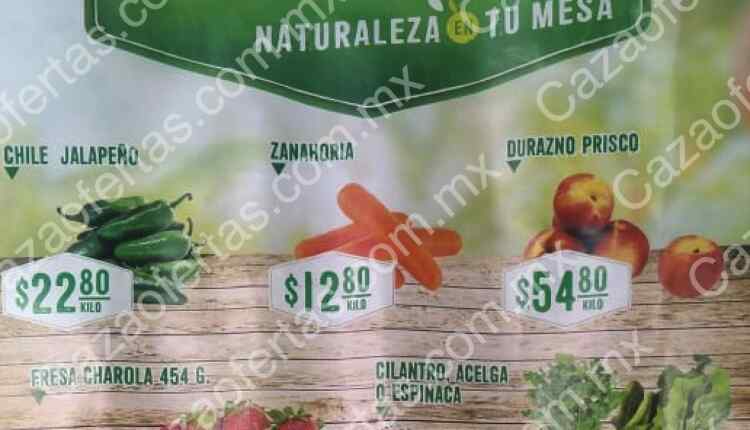 NATURALEZA EN TU MESA
CHILE JALAPEÑO
ZANAHORIA
DURAZNO PRISCO
$22 80 KILO
$12 80 KILO
$54 80 KILO
FRESA CHAROLA 454 G.
CILANTRO, ACELGA
O ESPINACA
Cazaofertas.com.mx